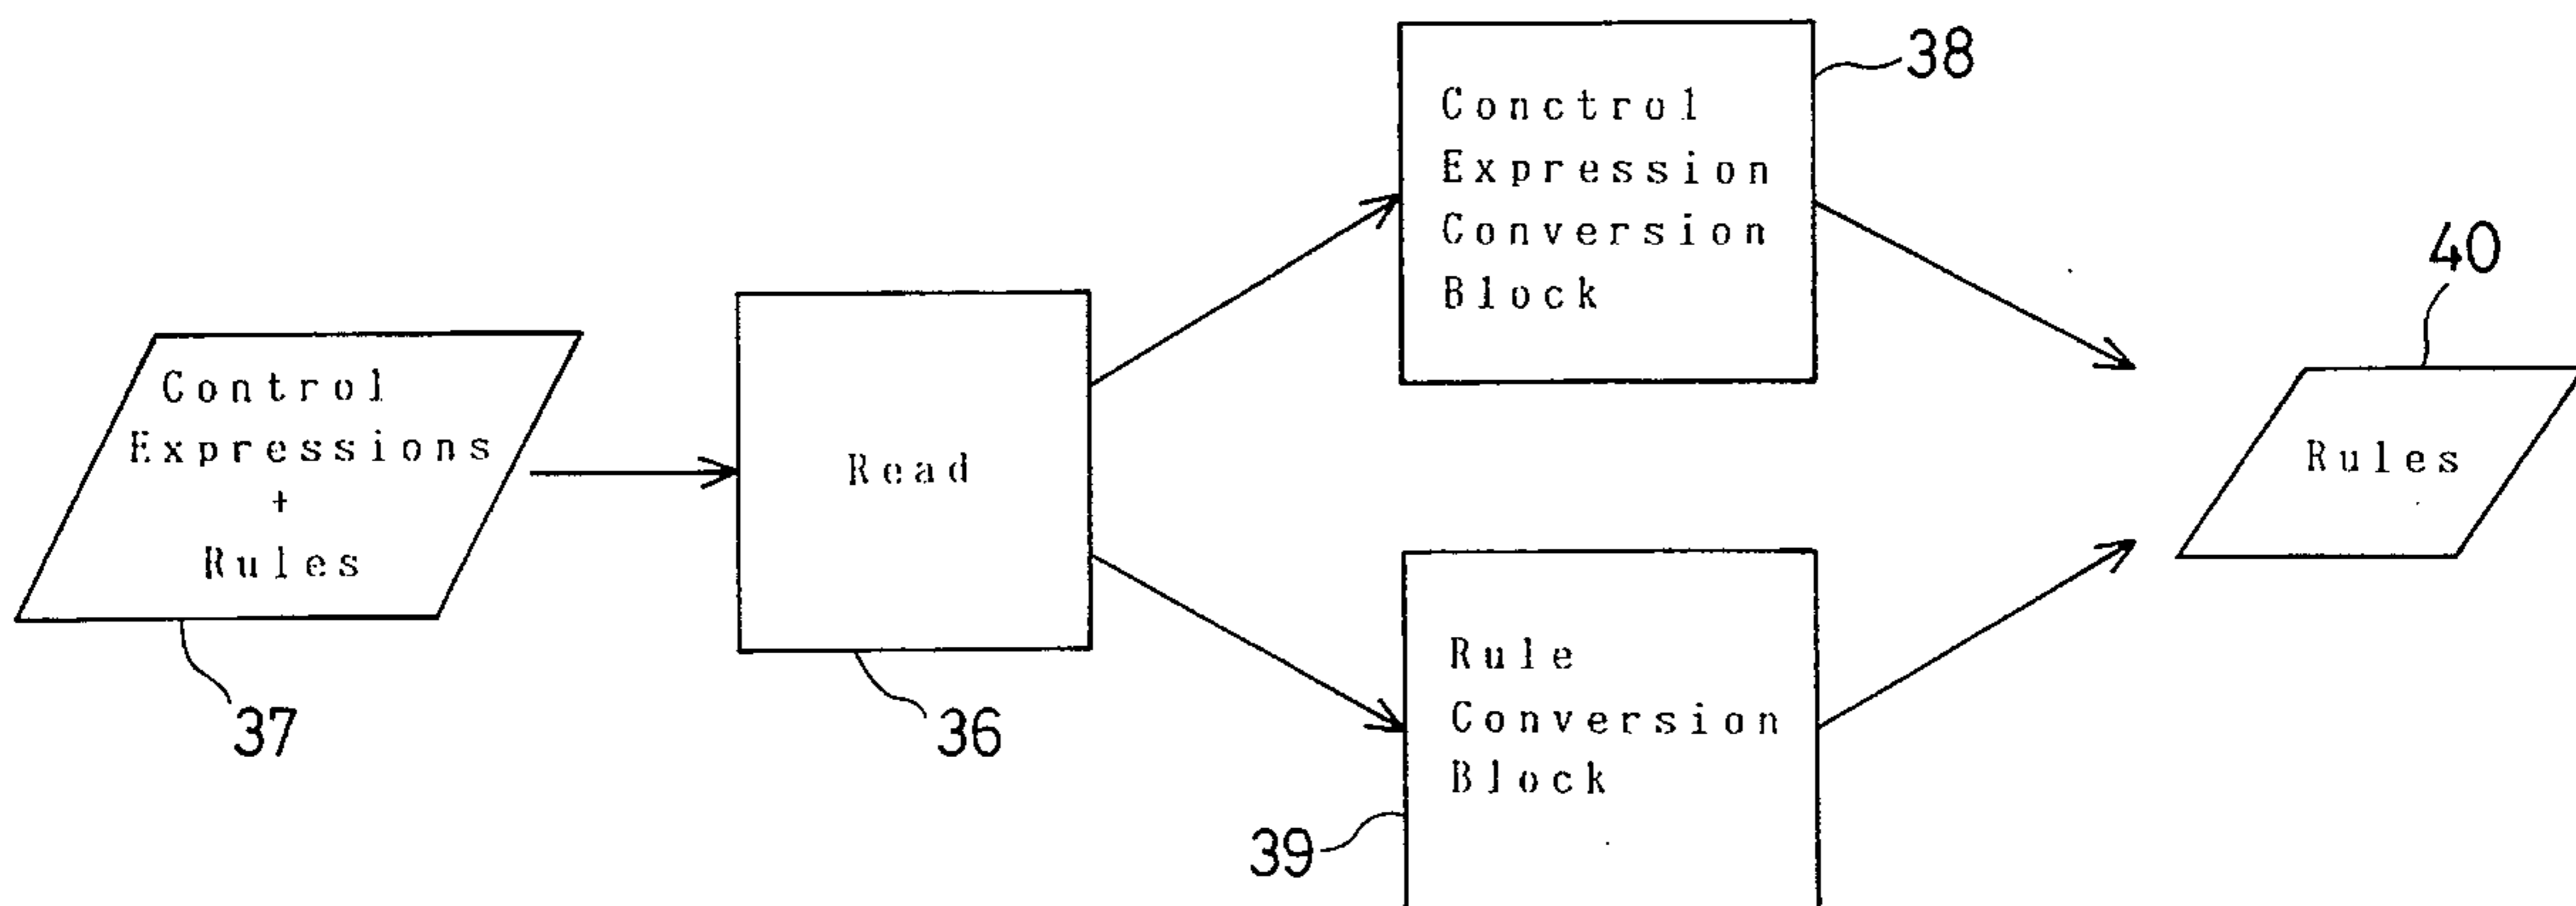 Control
Expressions
+
Rules
37
Read
36
Conctrol
Expression
Conversion
Block
38
Rule
Conversion
Block
39
Rules
40